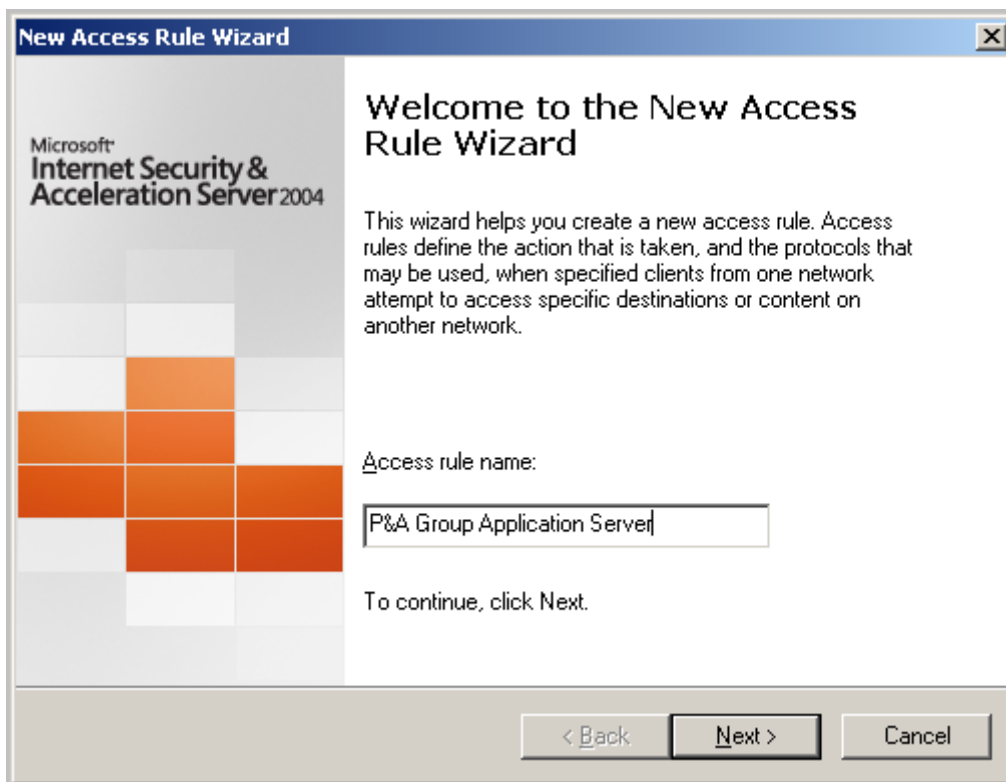 New Access Rule Wizard
Microsoft
Internet Security &
Acceleration Server 2004
Welcome to the New Access
Rule Wizard
This wizard helps you create a new access rule. Access
rules define the action that is taken, and the protocols that
may be used, when specified clients from one network
attempt to access specific destinations or content on
another network.
Access rule name:
P&A Group Application Server
To continue, click Next.
< Back
Next >
Cancel